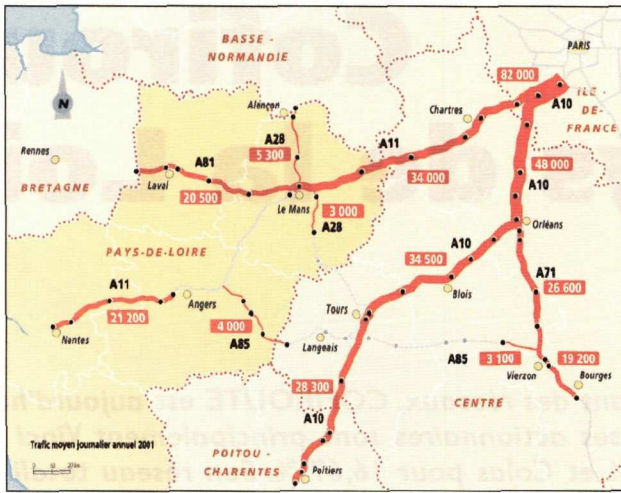 BASSE -
NORMANDIE
PARIS
82 000
A10
ILE -
DE-
FRANCE
N
Alençon
Chartres
A28
5 300
A11
48 000
Rennes
A81
34 000
A10
BRETAGNE
Laval
20 500
Le Mans
3 000
A28
Orléans
PAYS-DE-LOIRE
A10
34 500
A71
26 600
A11
Angers
Blois
21 200
Tours
Nantes
4 000
A85
Langeais
A85
3 100
19 200
Vierzon
Bourges
28 300
CENTRE
A10
Trafic moyen journalier annuel 2001
POITOU -
CHARENTES
Poitiers